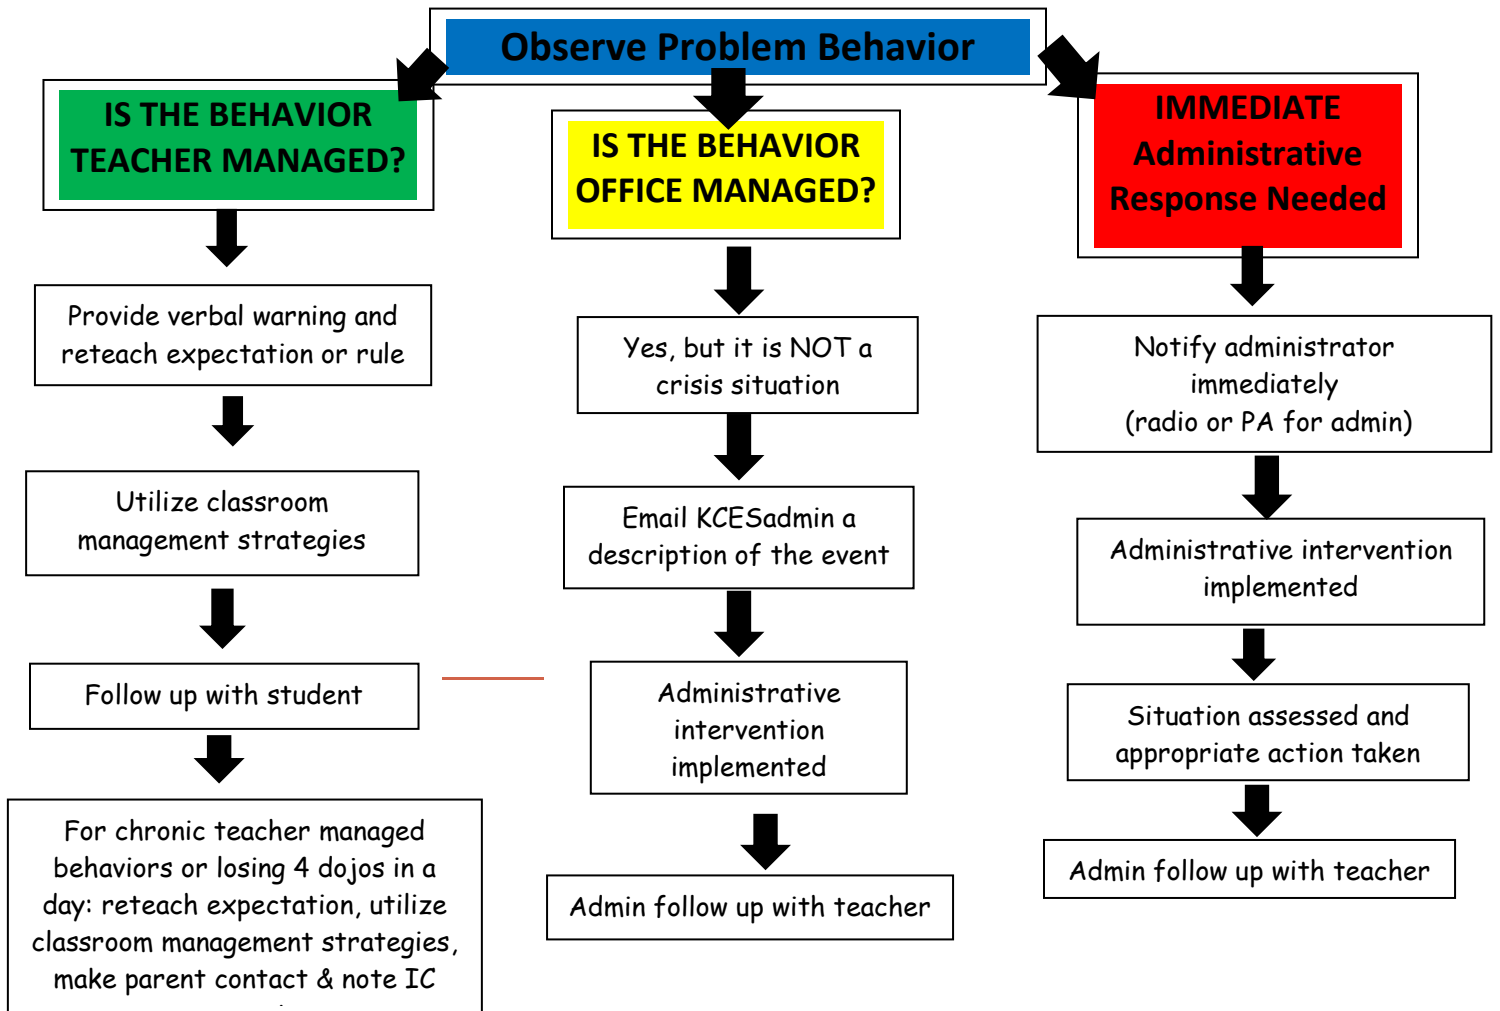 Observe Problem Behavior
IS THE BEHAVIOR
TEACHER MANAGED?
Provide verbal warning and
reteach expectation or rule
Utilize classroom
management strategies
Follow up with student
For chronic teacher managed
behaviors or losing 4 dojos in a
day: reteach expectation, utilize
classroom management strategies,
make parent contact & note IC
IS THE BEHAVIOR
OFFICE MANAGED?
Yes, but it is NOT a
crisis situation
Email KCESadmin a
description of the event
Administrative
intervention
implemented
Admin follow up with teacher
IMMEDIATE
Administrative
Response Needed
Notify administrator
immediately
(radio or PA for admin)
Administrative intervention
implemented
Situation assessed and
appropriate action taken
Admin follow up with teacher